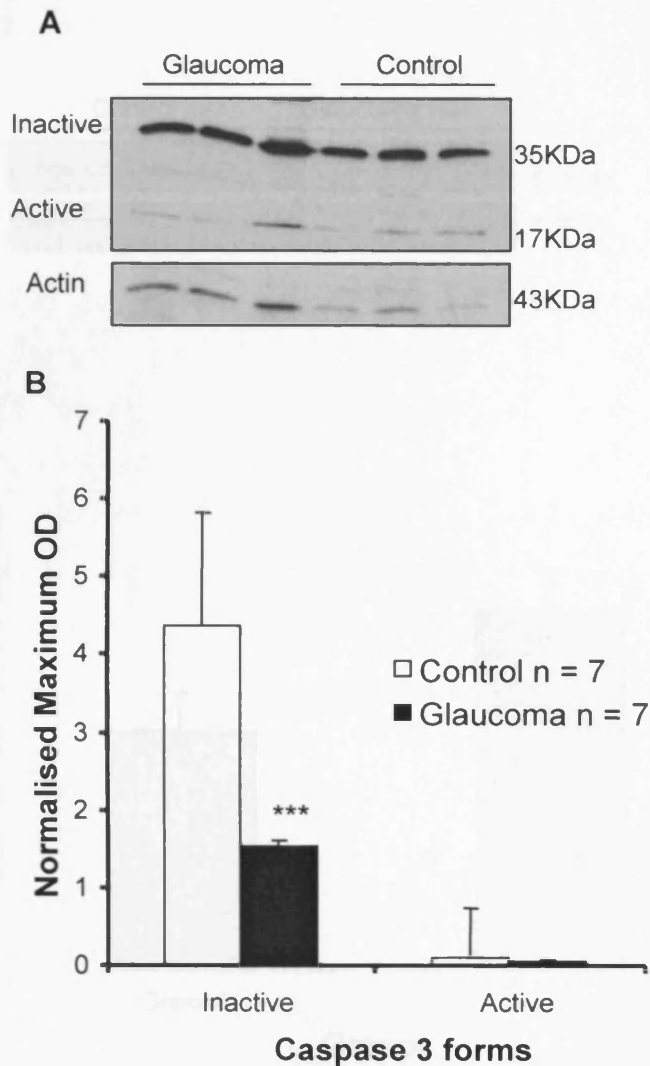 A
Glaucoma Control
Inactive
35KDa
Active
17KDa
Actin
43KDa
B
Normalised Maximum OD
7
6
5
4
3
2
1
0
Control n = 7
Glaucoma n = 7
***
Inactive Active
Caspase 3 forms